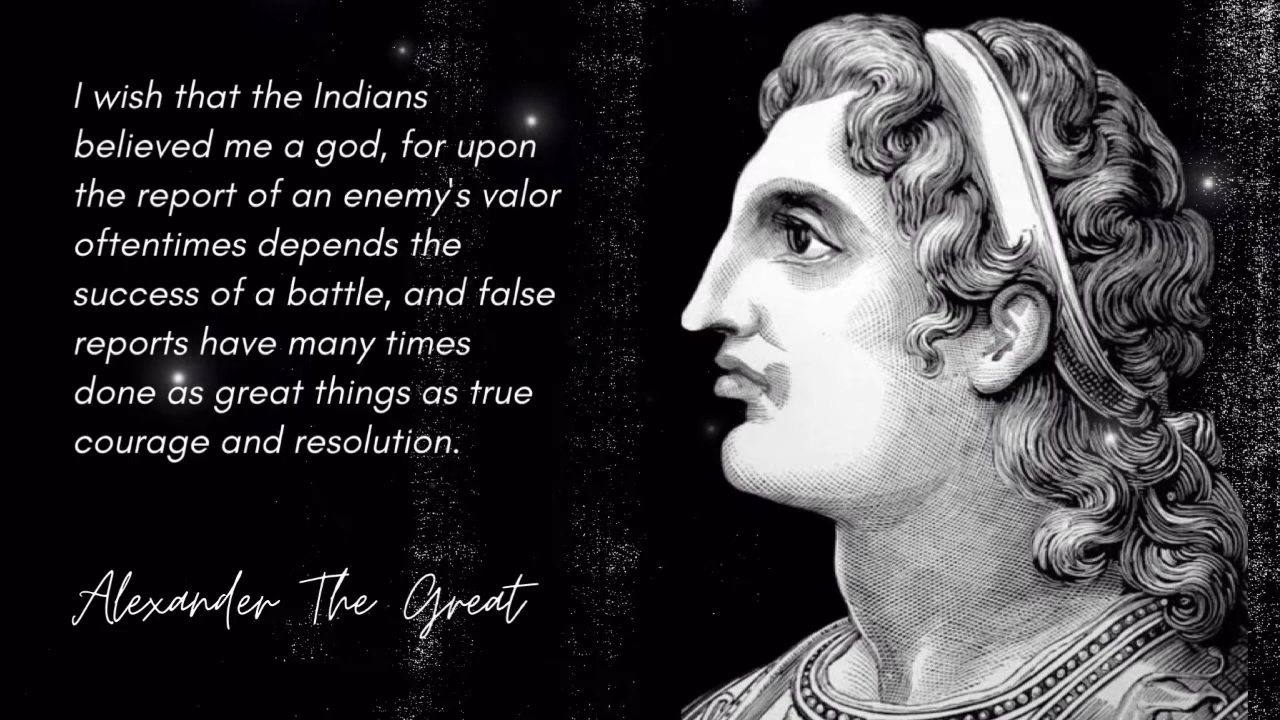 I wish that the Indians
believed me a god, for upon
the report of an enemy's valor
oftentimes depends the
success of a battle, and false
reports have many times
done as great things as true
courage and resolution.
Alexander The Great